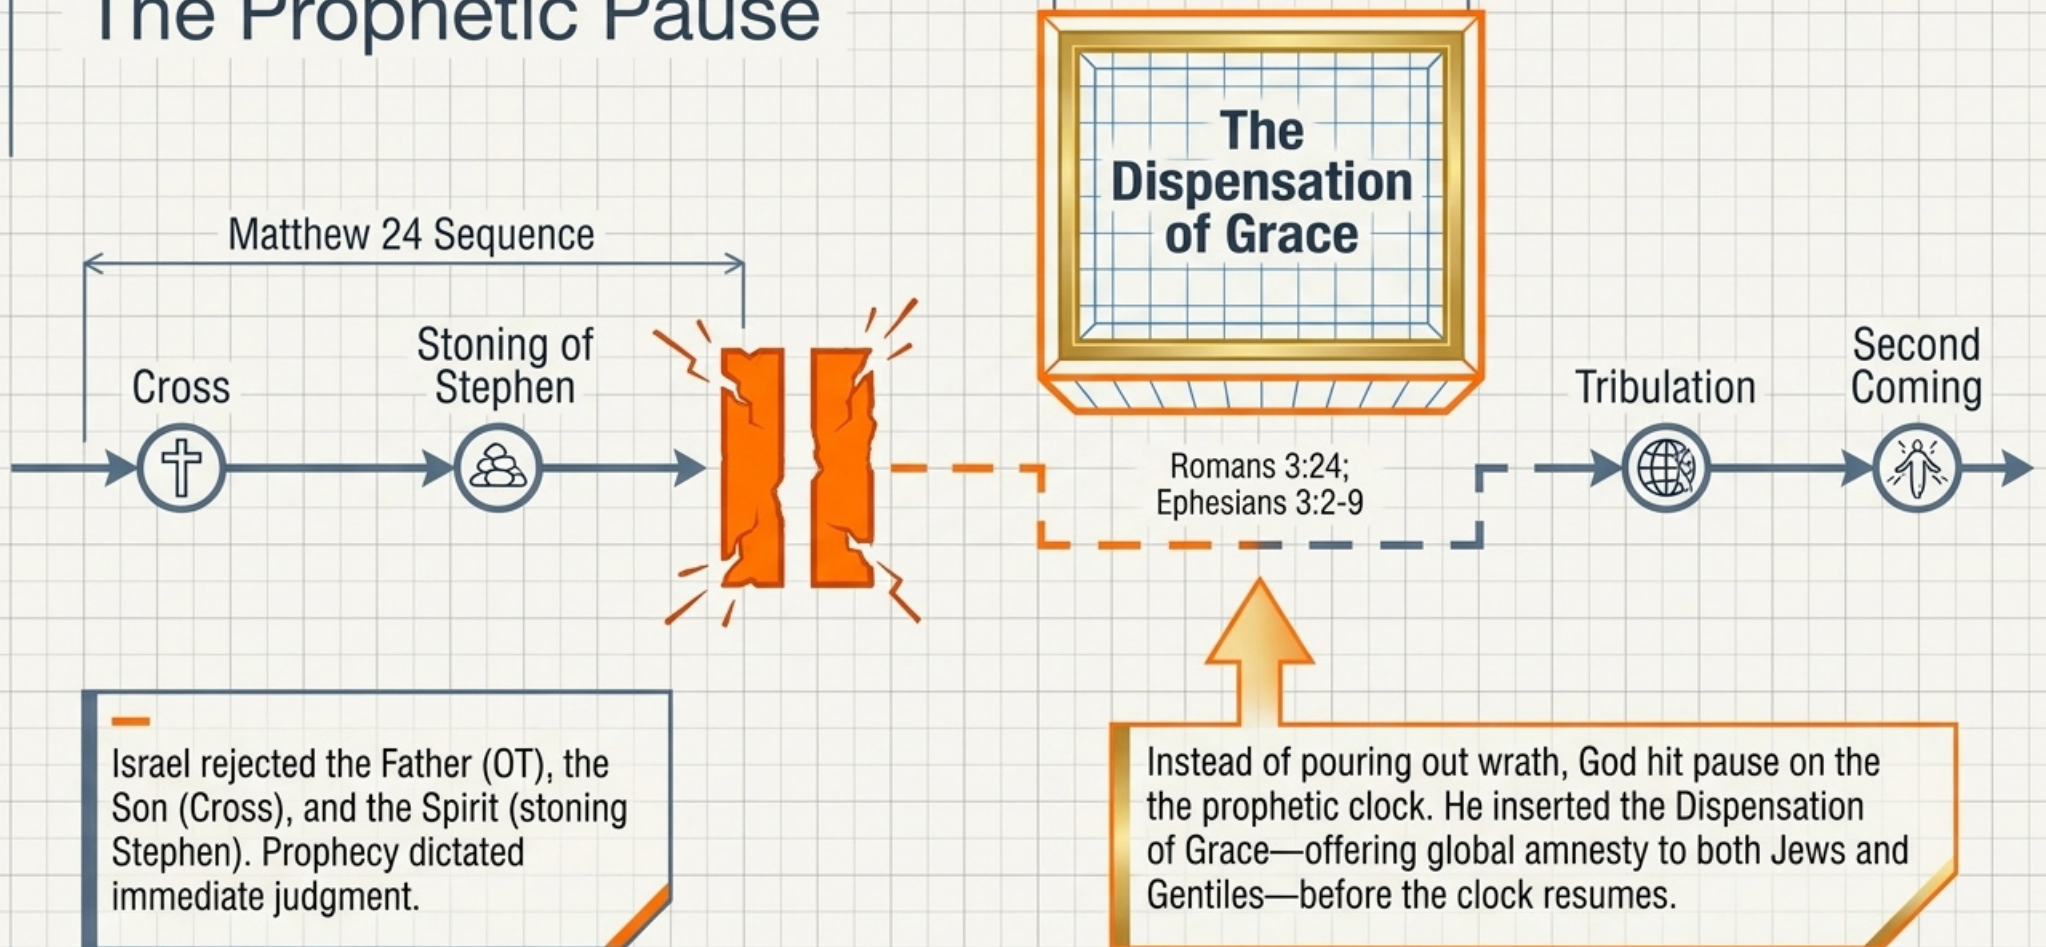 The Prophetic Pause
The
Dispensation
of Grace
Matthew 24 Sequence
Cross
Stoning of
Stephen
Romans 3:24;
Ephesians 3:2-9
Tribulation
Second
Coming
Israel rejected the Father (OT), the
Son (Cross), and the Spirit (stoning
Stephen). Prophecy dictated
immediate judgment.
Instead of pouring out wrath, God hit pause on the
the prophetic clock. He inserted the Dispensation
of Grace—offering global amnesty to both Jews and
Gentiles—before the clock resumes.